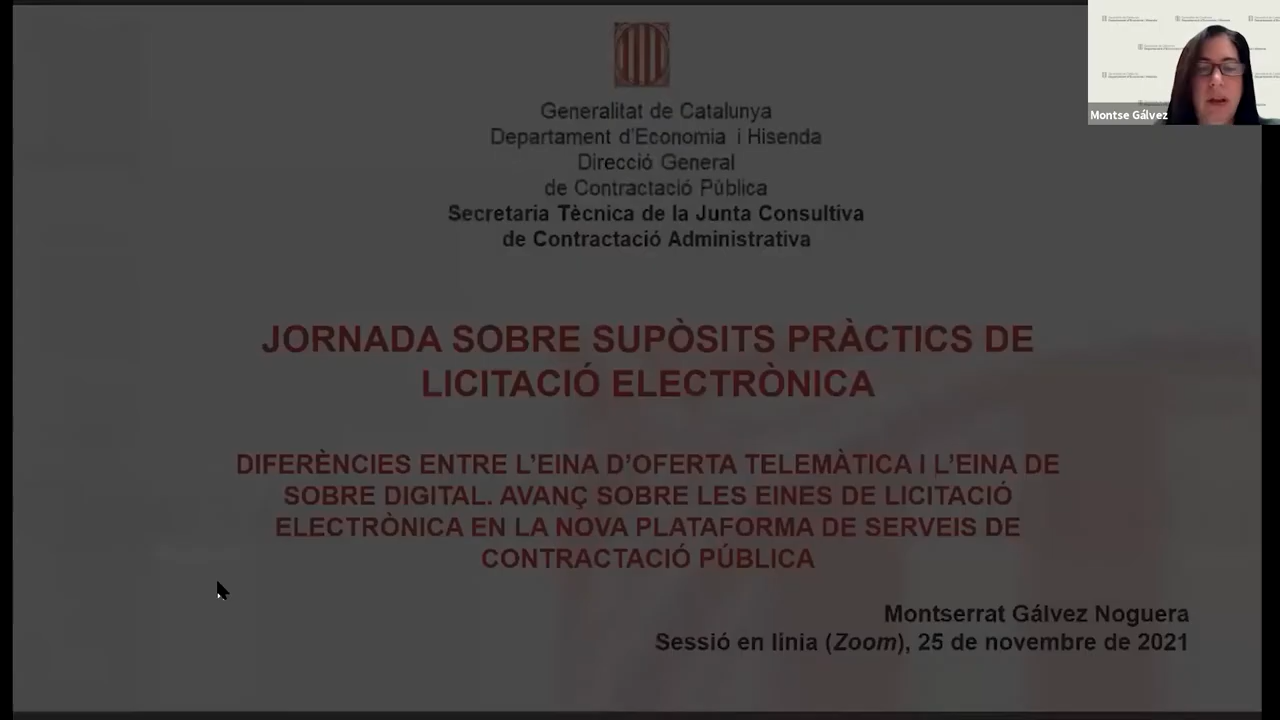 Generalitat de Catalunya
Departament d'Economia i Hisenda
Direcció General
de Contractació Pública
Secretaria Tècnica de la Junta Consultiva
de Contractació Administrativa
JORNADA SOBRE SUPÒSITS PRÀCTICS DE
LICITACIÓ ELECTRÒNICA
DIFERÈNCIES ENTRE L'EINA D'OFERTA TELEMÀTICA I L'EINA DE
SOBRE DIGITAL. AVANÇ SOBRE LES EINES DE LICITACIÓ
ELECTRÒNICA EN LA NOVA PLATAFORMA DE SERVEIS DE
CONTRACTACIÓ PÚBLICA
Montserrat Gálvez Noguera
Sessió en línia (Zoom), 25 de novembre de 2021
Montse Gálvez